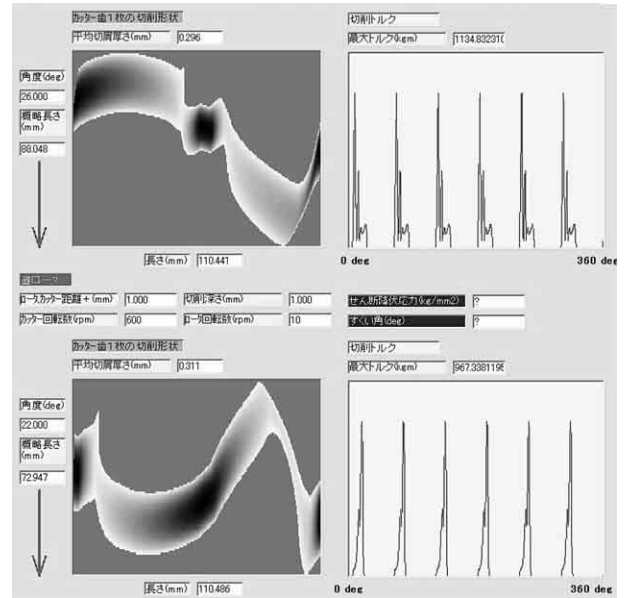 カッター歯1枚の切削形状
平均切屑厚さ(mm) 0.296
角度(deg)
26.000
概略長さ
(mm)
88.048
長さ(mm) 110.441
切削トルク
最大トルク(kgm) 1134.83231(
0 deg 360 deg
ロータカッター距離+(mm) 1.000 切削深さ(mm) 1.000 せん断降伏応力(kg/mm2) ?
カッター回転数(rpm) 600 ロータ回転数(rpm) 10 すくい角(deg) ?
カッター歯1枚の切削形状
平均切屑厚さ(mm) 0.311
角度(deg)
22.000
概略長さ
(mm)
72.947
長さ(mm) 110.486
切削トルク
最大トルク(kgm) 967.338119
0 deg 360 deg